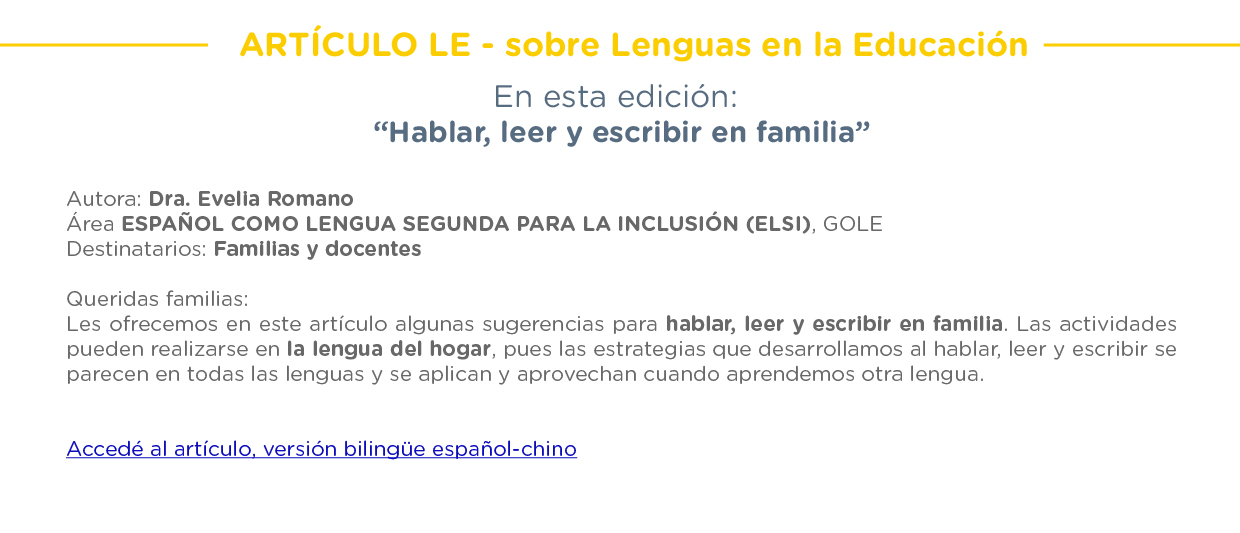 ARTÍCULO LE - sobre Lenguas en la Educación
En esta edición:
“Hablar, leer y escribir en familia”
Autora: Dra. Evelia Romano
Área ESPAÑOL COMO LENGUA SEGUNDA PARA LA INCLUSIÓN (ELSI), GOLE
Destinatarios: Familias y docentes
Queridas familias:
Les ofrecemos en este artículo algunas sugerencias para hablar, leer y escribir en familia. Las actividades
pueden realizarse en la lengua del hogar, pues las estrategias que desarrollamos al hablar, leer y escribir se
parecen en todas las lenguas y se aplican y aprovechan cuando aprendemos otra lengua.
Accedé al artículo, versión bilingüe español-chino